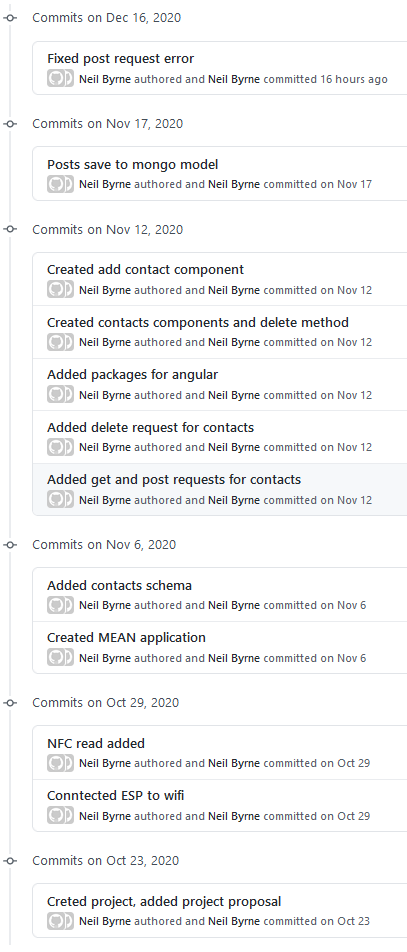 Commits on Dec 16, 2020
Fixed post request error
Neil Byrne authored and Neil Byrne committed 16 hours ago
Commits on Nov 17, 2020
Posts save to mongo model
Neil Byrne authored and Neil Byrne committed on Nov 17
Commits on Nov 12, 2020
Created add contact component
Neil Byrne authored and Neil Byrne committed on Nov 12
Created contacts components and delete method
Neil Byrne authored and Neil Byrne committed on Nov 12
Added packages for angular
Neil Byrne authored and Neil Byrne committed on Nov 12
Added delete request for contacts
Neil Byrne authored and Neil Byrne committed on Nov 12
Added get and post requests for contacts
Neil Byrne authored and Neil Byrne committed on Nov 12
Commits on Nov 6, 2020
Added contacts schema
Neil Byrne authored and Neil Byrne committed on Nov 6
Created MEAN application
Neil Byrne authored and Neil Byrne committed on Nov 6
Commits on Oct 29, 2020
NFC read added
Neil Byrne authored and Neil Byrne committed on Oct 29
Conntected ESP to wifi
Neil Byrne authored and Neil Byrne committed on Oct 29
Commits on Oct 23, 2020
Creted project, added project proposal
Neil Byrne authored and Neil Byrne committed on Oct 23